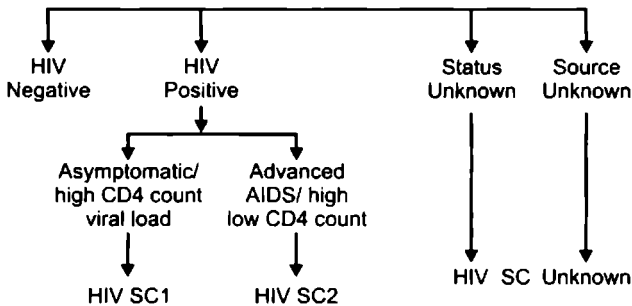 HIV
Negative
HIV
Positive
Status
Unknown
Source
Unknown
Asymptomatic/
high CD4 count
viral load
Advanced
AIDS/ high
low CD4 count
HIV SC1
HIV SC2
HIV SC Unknown